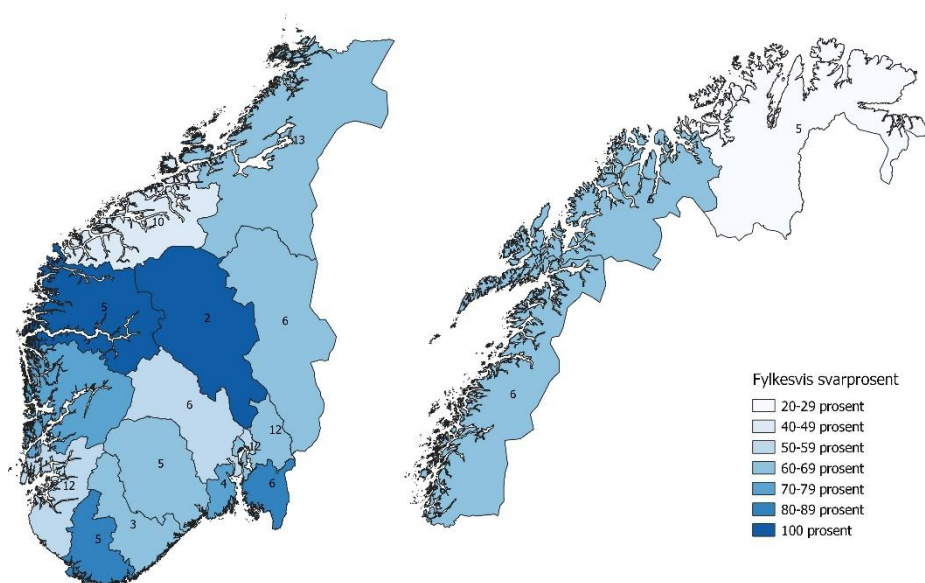 13
10
5
2
6
14
6
12
12
5
12
4
6
3
5
5
6
6
Fylkesvis svarprosent
20-29 prosent
40-49 prosent
50-59 prosent
60-69 prosent
70-79 prosent
80-89 prosent
100 prosent